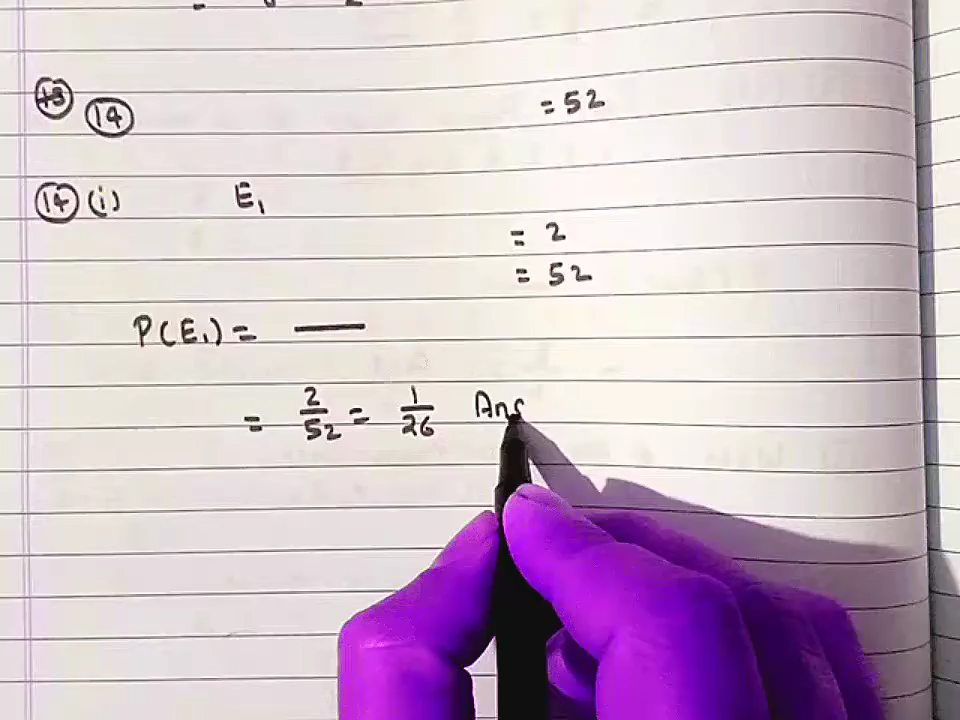 13 14 = 52
14 (i) E₁
= 2
= 52
P(E₁) = ——
= 2/52 = 1/26 Ans